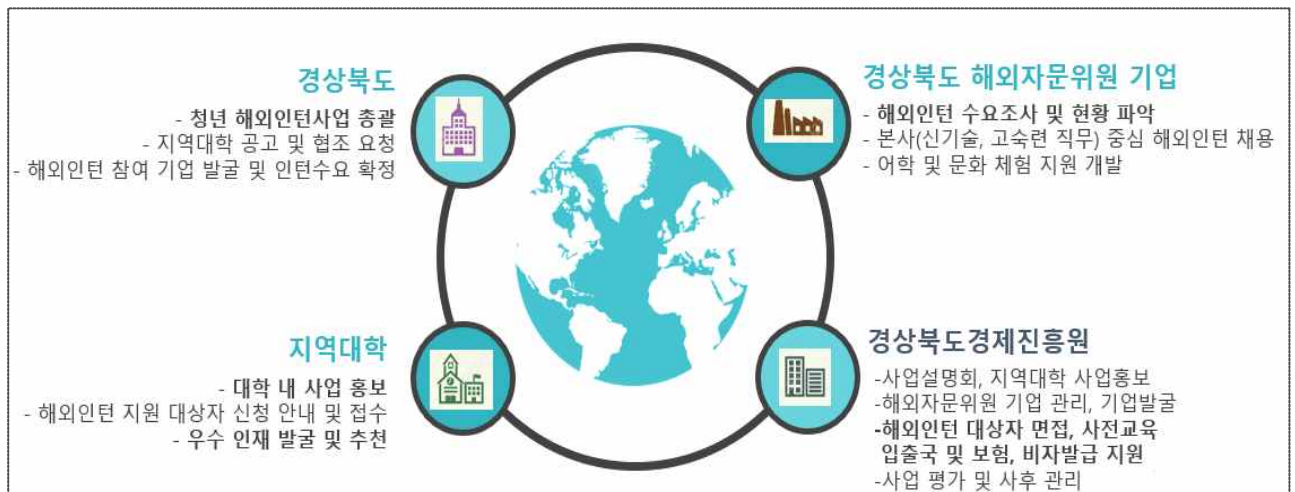 경상북도
- 청년 해외인턴사업 총괄
- 지역대학 공고 및 협조 요청
- 해외인턴 참여 기업 발굴 및 인턴수요 확정
경상북도 해외자문위원 기업
- 해외인턴 수요조사 및 현황 파악
- 본사(신기술, 고숙련 직무) 중심 해외인턴 채용
- 어학 및 문화 체험 지원 개발
지역대학
- 대학 내 사업 홍보
- 해외인턴 지원 대상자 신청 안내 및 접수
- 우수 인재 발굴 및 추천
경상북도경제진흥원
-사업설명회, 지역대학 사업홍보
-해외자문위원 기업 관리, 기업발굴
-해외인턴 대상자 면접, 사전교육
입출국 및 보험, 비자발급 지원
-사업 평가 및 사후 관리